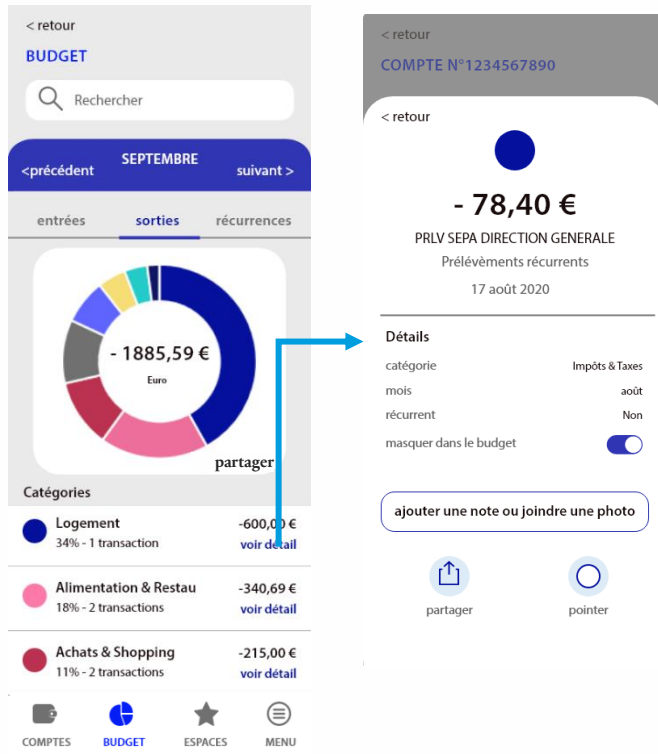 < retour
BUDGET
Rechercher
<précédent
SEPTEMBRE
suivant >
entrées
sorties
récurrences
- 1885,59 €
Euro
partager
Catégories
Logement
-600,00 €
34% - 1 transaction
voir détail
Alimentation & Restau
-340,69 €
18% - 2 transactions
voir détail
Achats & Shopping
-215,00 €
11% - 2 transactions
voir détail
COMPTES
BUDGET
ESPACES
MENU
< retour
COMPTE N°1234567890
< retour
- 78,40 €
PRLV SEPA DIRECTION GENERALE
Prélévèments récurrents
17 août 2020
Détails
catégorie
Impôts & Taxes
mois
août
récurrent
Non
masquer dans le budget
ajouter une note ou joindre une photo
partager
pointer